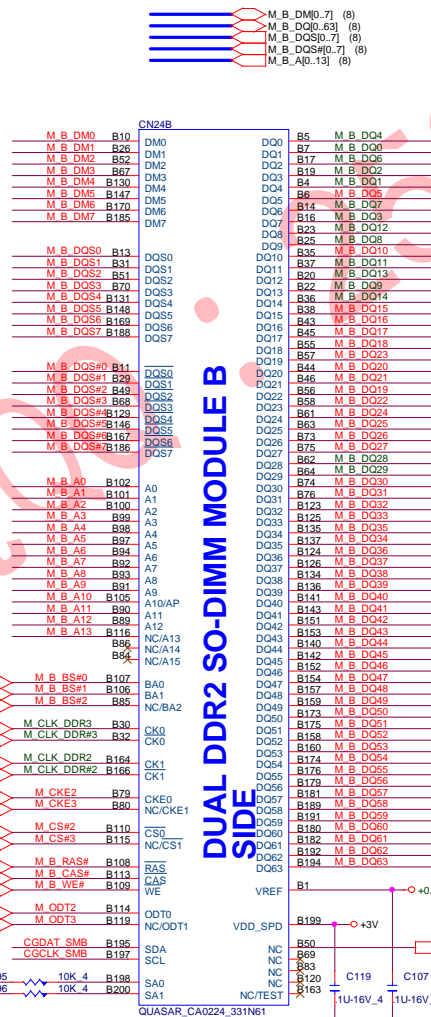 M_B_DM[0..7] (8)
M_B_DQ[0..63] (8)
M_B_DQS[0..7] (8)
M_B_DQS#[0..7] (8)
M_B_A[0..13] (8)
CN24B
M_B_DM0 B10 DM0
M_B_DM1 B26 DM1
M_B_DM2 B52 DM2
M_B_DM3 B67 DM3
M_B_DM4 B130 DM4
M_B_DM5 B147 DM5
M_B_DM6 B170 DM6
M_B_DM7 B185 DM7
M_B_DQS0 B13 DQS0
M_B_DQS1 B31 DQS1
M_B_DQS2 B51 DQS2
M_B_DQS3 B70 DQS3
M_B_DQS4 B131 DQS4
M_B_DQS5 B148 DQS5
M_B_DQS6 B169 DQS6
M_B_DQS7 B188 DQS7
M_B_DQS#0 B11 DQS0
M_B_DQS#1 B29 DQS1
M_B_DQS#2 B49 DQS2
M_B_DQS#3 B68 DQS3
M_B_DQS#4 B129 DQS4
M_B_DQS#5 B146 DQS5
M_B_DQS#6 B167 DQS6
M_B_DQS#7 B186 DQS7
M_B_A0 B102 A0
M_B_A1 B101 A1
M_B_A2 B100 A2
M_B_A3 B99 A3
M_B_A4 B98 A4
M_B_A5 B97 A5
M_B_A6 B94 A6
M_B_A7 B92 A7
M_B_A8 B93 A8
M_B_A9 B91 A9
M_B_A10 B105 A10/AP
M_B_A11 B90 A11
M_B_A12 B89 A12
M_B_A13 B116 NC/A13
B86 NC/A14
B84 NC/A15
M_B_BS#0 B107 BA0
M_B_BS#1 B106 BA1
M_B_BS#2 B85 NC/BA2
M_CLK_DDR3 B30 CK0
M_CLK_DDR#3 B32 CK0
M_CLK_DDR2 B164 CK1
M_CLK_DDR#2 B166 CK1
M_CKE2 B79 CKE0
M_CKE3 B80 NC/CKE1
M_CS#2 B110 CS0
M_CS#3 B115 NC/CS1
M_B_RAS# B108 RAS
M_B_CAS# B113 CAS
M_B_WE# B109 WE
M_ODT2 B114 ODT0
M_ODT3 B119 NC/ODT1
CGDAT_SMB B195 SDA
CGCLK_SMB B197 SCL
10K_4 B198 SA0
10K_4 B200 SA1
DUAL DDR2 SO-DIMM MODULE B
SIDE
DQ0 B5 M_B_DQ4
DQ1 B7 M_B_DQ0
DQ2 B17 M_B_DQ6
DQ3 B19 M_B_DQ2
DQ4 B4 M_B_DQ1
DQ5 B6 M_B_DQ5
DQ6 B14 M_B_DQ7
DQ7 B16 M_B_DQ3
DQ8 B23 M_B_DQ12
DQ9 B25 M_B_DQ8
DQ10 B35 M_B_DQ10
DQ11 B37 M_B_DQ11
DQ12 B20 M_B_DQ13
DQ13 B22 M_B_DQ9
DQ14 B36 M_B_DQ14
DQ15 B38 M_B_DQ15
DQ16 B43 M_B_DQ16
DQ17 B45 M_B_DQ17
DQ18 B55 M_B_DQ18
DQ19 B57 M_B_DQ23
DQ20 B44 M_B_DQ20
DQ21 B46 M_B_DQ21
DQ22 B56 M_B_DQ19
DQ23 B58 M_B_DQ22
DQ24 B61 M_B_DQ24
DQ25 B63 M_B_DQ25
DQ26 B73 M_B_DQ26
DQ27 B75 M_B_DQ27
DQ28 B62 M_B_DQ28
DQ29 B64 M_B_DQ29
DQ30 B74 M_B_DQ30
DQ31 B76 M_B_DQ31
DQ32 B123 M_B_DQ32
DQ33 B125 M_B_DQ33
DQ34 B135 M_B_DQ35
DQ35 B137 M_B_DQ34
DQ36 B124 M_B_DQ36
DQ37 B126 M_B_DQ37
DQ38 B134 M_B_DQ38
DQ39 B136 M_B_DQ39
DQ40 B141 M_B_DQ40
DQ41 B143 M_B_DQ41
DQ42 B151 M_B_DQ42
DQ43 B153 M_B_DQ43
DQ44 B140 M_B_DQ44
DQ45 B142 M_B_DQ45
DQ46 B152 M_B_DQ46
DQ47 B154 M_B_DQ47
DQ48 B157 M_B_DQ48
DQ49 B159 M_B_DQ49
DQ50 B173 M_B_DQ50
DQ51 B175 M_B_DQ51
DQ52 B158 M_B_DQ52
DQ53 B160 M_B_DQ53
DQ54 B174 M_B_DQ54
DQ55 B176 M_B_DQ55
DQ56 B179 M_B_DQ56
DQ57 B181 M_B_DQ57
DQ58 B189 M_B_DQ58
DQ59 B191 M_B_DQ59
DQ60 B180 M_B_DQ60
DQ61 B182 M_B_DQ61
DQ62 B192 M_B_DQ62
DQ63 B194 M_B_DQ63
VREF B1
VDD_SPD B199 +3V
NC B50
NC B69
NC B83
NC B120
NC/TEST B163
C119
C107
.1U-16V_4
QUASAR_CA0224_331N61